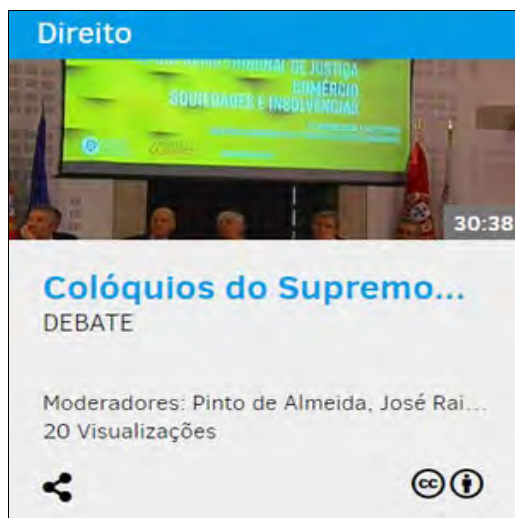 Direito
TRIBUNAL DE JUSTIÇA
COMÉRCIO
SOCIEDADES E INSOLVÊNCIAS
30:38
Colóquios do Supremo...
DEBATE
Moderadores: Pinto de Almeida, José Rai...
20 Visualizações
cc